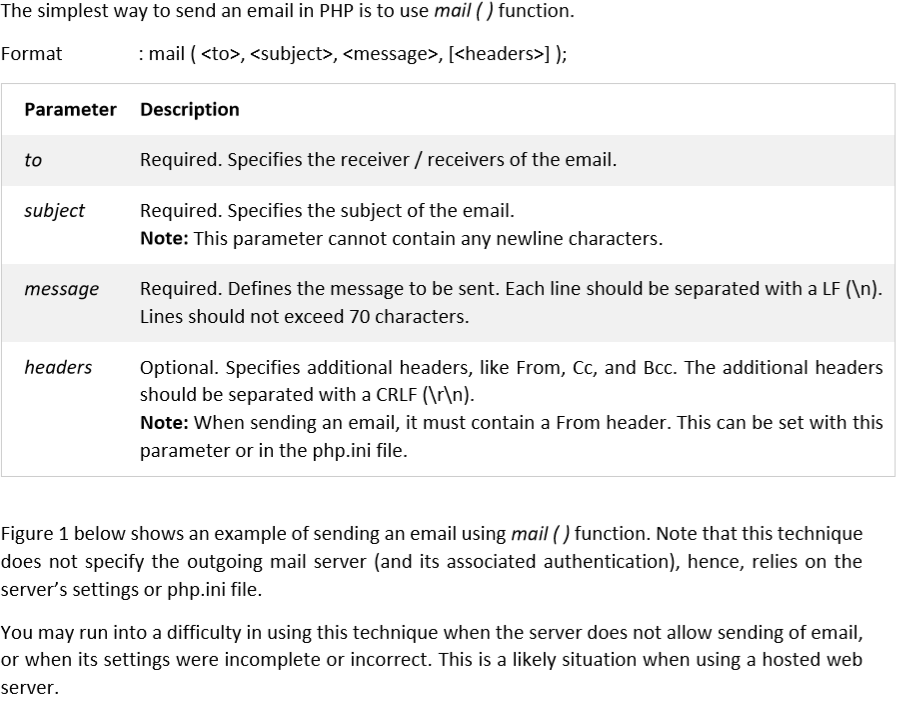 The simplest way to send an email in PHP is to use mail ( ) function.
Format : mail ( <to>, <subject>, <message>, [<headers>] );
Parameter Description
to Required. Specifies the receiver / receivers of the email.
subject Required. Specifies the subject of the email.
Note: This parameter cannot contain any newline characters.
message Required. Defines the message to be sent. Each line should be separated with a LF (\n).
Lines should not exceed 70 characters.
headers Optional. Specifies additional headers, like From, Cc, and Bcc. The additional headers
should be separated with a CRLF (\r\n).
Note: When sending an email, it must contain a From header. This can be set with this
parameter or in the php.ini file.
Figure 1 below shows an example of sending an email using mail ( ) function. Note that this technique
does not specify the outgoing mail server (and its associated authentication), hence, relies on the
server's settings or php.ini file.
You may run into a difficulty in using this technique when the server does not allow sending of email,
or when its settings were incomplete or incorrect. This is a likely situation when using a hosted web
server.